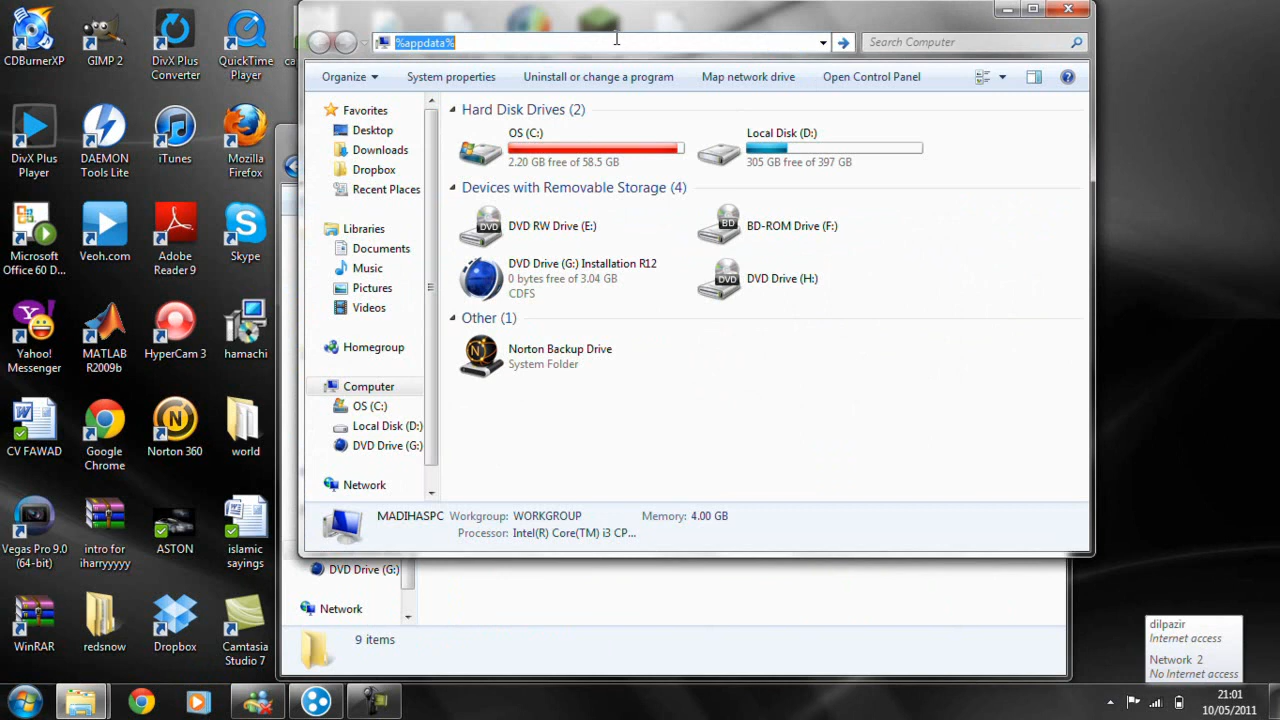 CDBurnerXP
GIMP 2
DivX Plus
Converter
QuickTime
Player
DivX Plus
Player
DAEMON
Tools Lite
iTunes
Mozilla
Firefox
Microsoft
Office 60 D...
Veoh.com
Adobe
Reader 9
Skype
Yahoo!
Messenger
MATLAB
R2009b
HyperCam 3
hamachi
CV FAWAD
Google
Chrome
Norton 360
world
Vegas Pro 9.0
(64-bit)
intro for
iharryyyyy
ASTON
islamic
sayings
WinRAR
redsnow
Dropbox
Camtasia
Studio 7
%appdata%
Search Computer
Organize
System properties
Uninstall or change a program
Map network drive
Open Control Panel
Favorites
Desktop
Downloads
Dropbox
Recent Places
Libraries
Documents
Music
Pictures
Videos
Homegroup
Computer
OS (C:)
Local Disk (D:)
DVD Drive (G:)
Network
Hard Disk Drives (2)
OS (C:)
2.20 GB free of 58.5 GB
Local Disk (D:)
305 GB free of 397 GB
Devices with Removable Storage (4)
DVD RW Drive (E:)
BD-ROM Drive (F:)
DVD Drive (G:) Installation R12
0 bytes free of 3.04 GB
CDFS
DVD Drive (H:)
Other (1)
Norton Backup Drive
System Folder
MADIHASPC Workgroup: WORKGROUP Memory: 4.00 GB
Processor: Intel(R) Core(TM) i3 CP...
DVD Drive (G:)
Network
9 items
dilpazir
Internet access
Network 2
No Internet access
21:01
10/05/2011